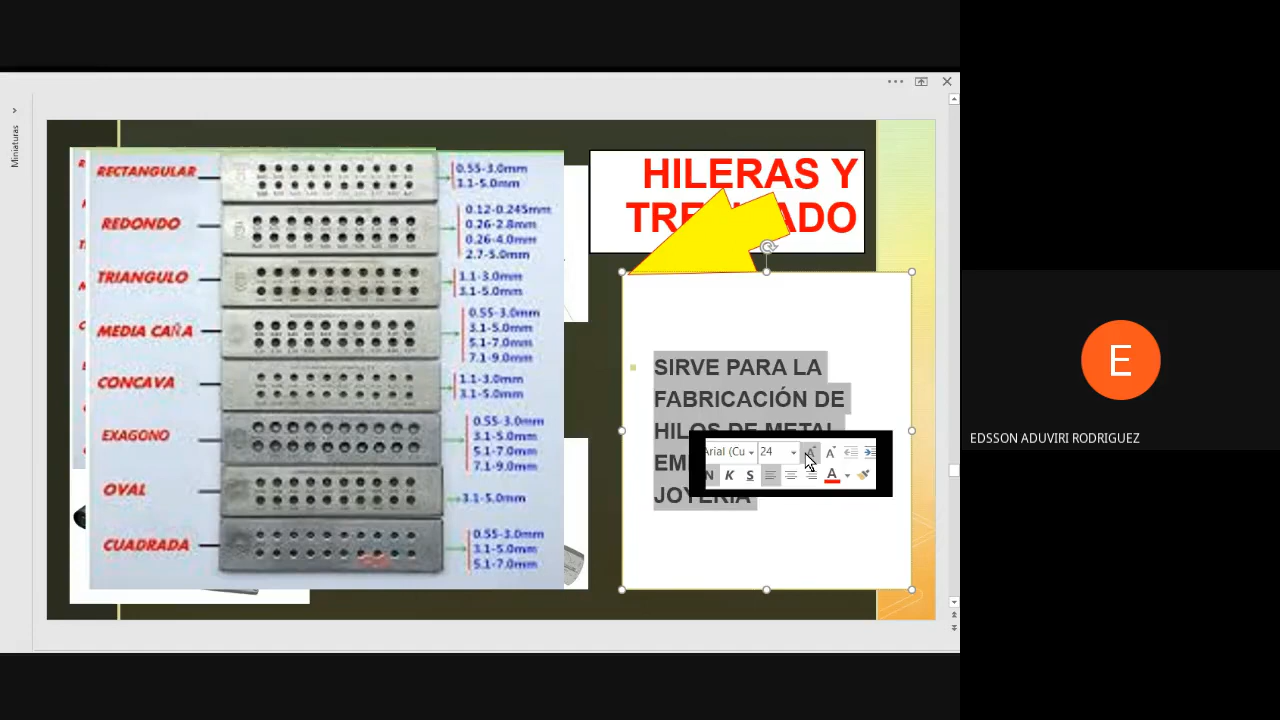 Miniaturas
RECTANGULAR
0.55-3.0mm
3.1-5.0mm
REDONDO
0.12-0.245mm
0.26-2.8mm
0.26-4.0mm
2.7-5.0mm
TRIANGULO
1.1-3.0mm
3.1-5.0mm
MEDIA CAÑA
0.55-3.0mm
3.1-5.0mm
5.1-7.0mm
7.1-9.0mm
CONCAVA
1.1-3.0mm
3.1-5.0mm
EXAGONO
0.55-3.0mm
3.1-5.0mm
5.1-7.0mm
7.1-9.0mm
OVAL
3.1-5.0mm
CUADRADA
0.55-3.0mm
3.1-5.0mm
5.1-7.0mm
HILERAS Y
SIRVE PARA LA
FABRICACIÓN DE
HILOS DE METAL
JOYERIA
Arial (Cu 24
N K S A
E
EDSSON ADUVIRI RODRIGUEZ